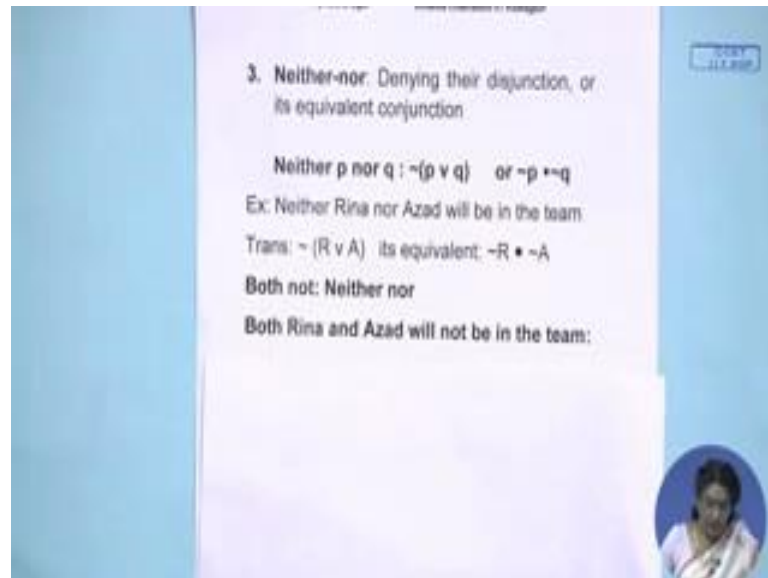 3. Neither-nor: Denying their disjunction, or
its equivalent conjunction
Neither p nor q : ~(p v q) or ~p •~q
Ex: Neither Rina nor Azad will be in the team
Trans: ~ (R v A) its equivalent: ~R • ~A
Both not: Neither nor
Both Rina and Azad will not be in the team: